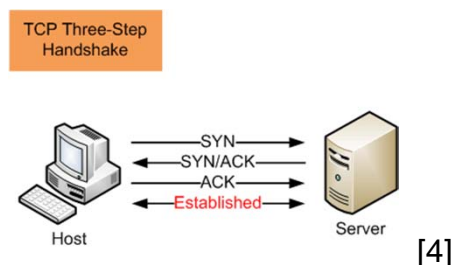 TCP Three-Step
Handshake
SYN
SYN/ACK
ACK
Established
Host
Server
[4]